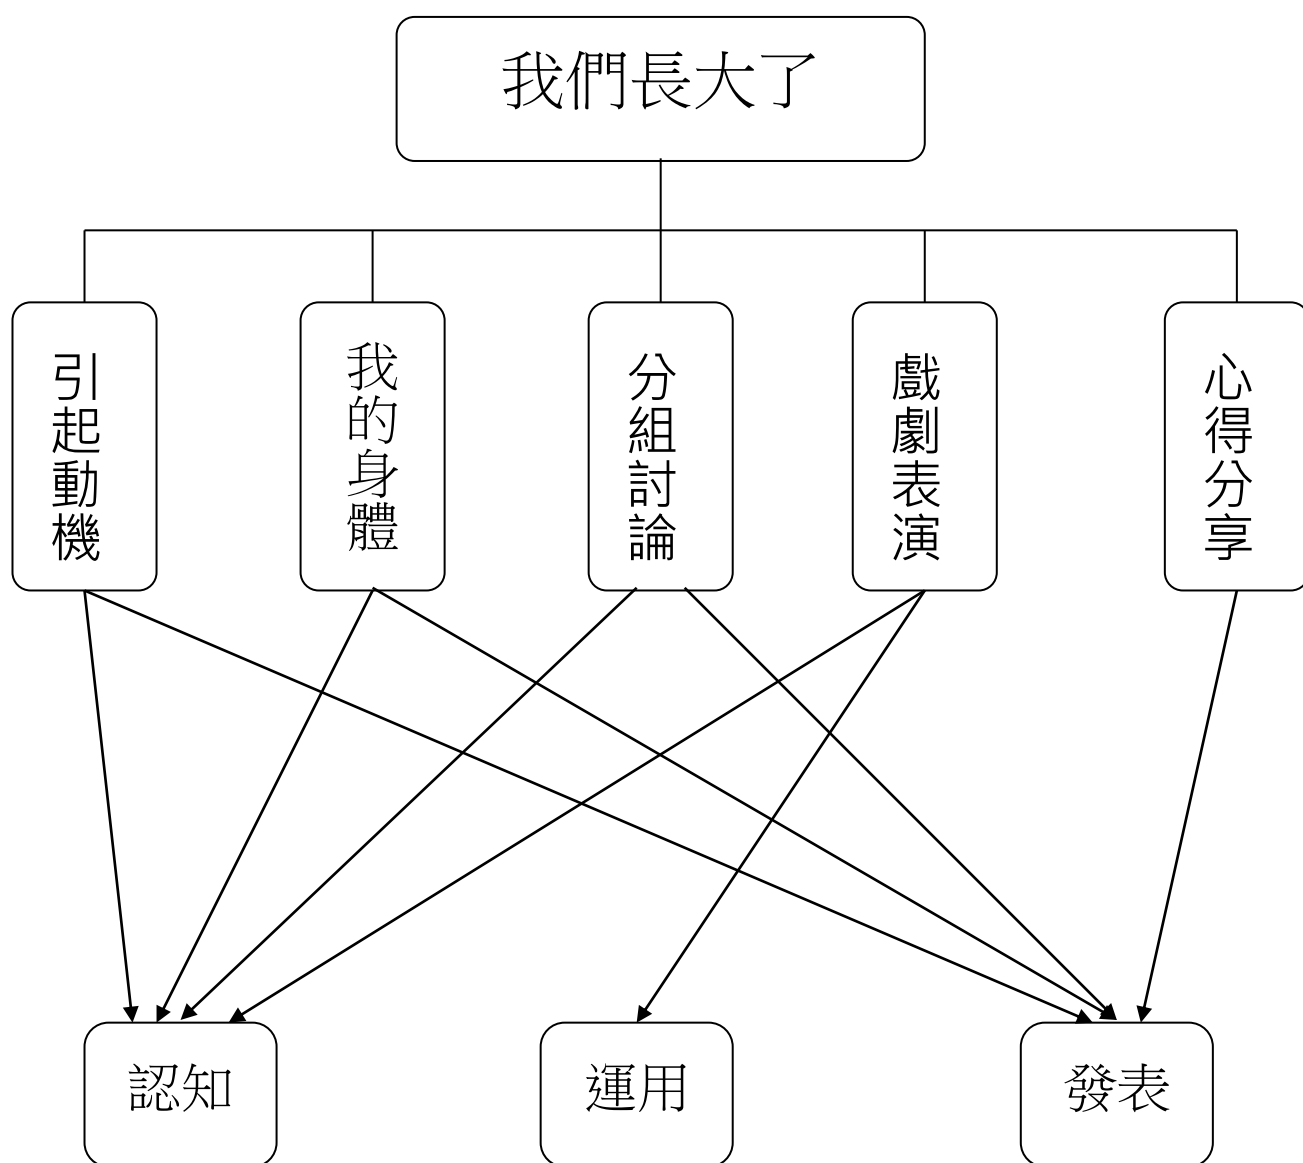 我們長大了
引起動機
我的身體
分組討論
戲劇表演
心得分享
認知
運用
發表